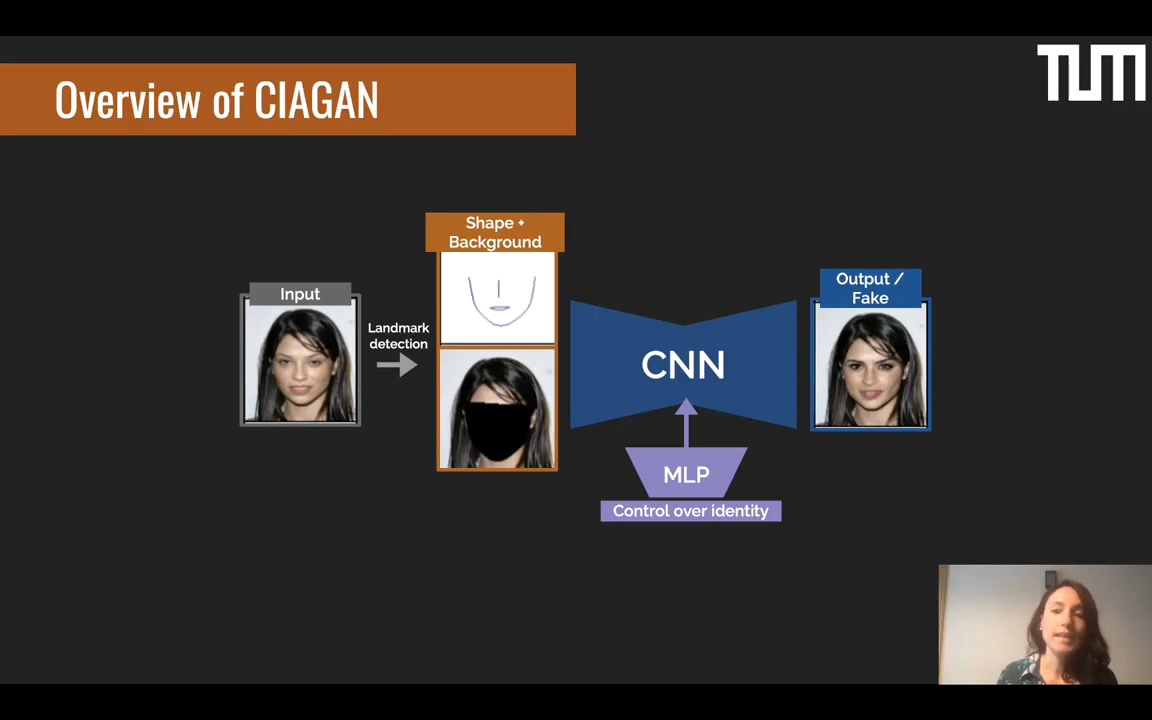 Overview of CIAGAN
TUM
Shape +
Background
Input
Landmark
detection
CNN
MLP
Control over identity
Output /
Fake